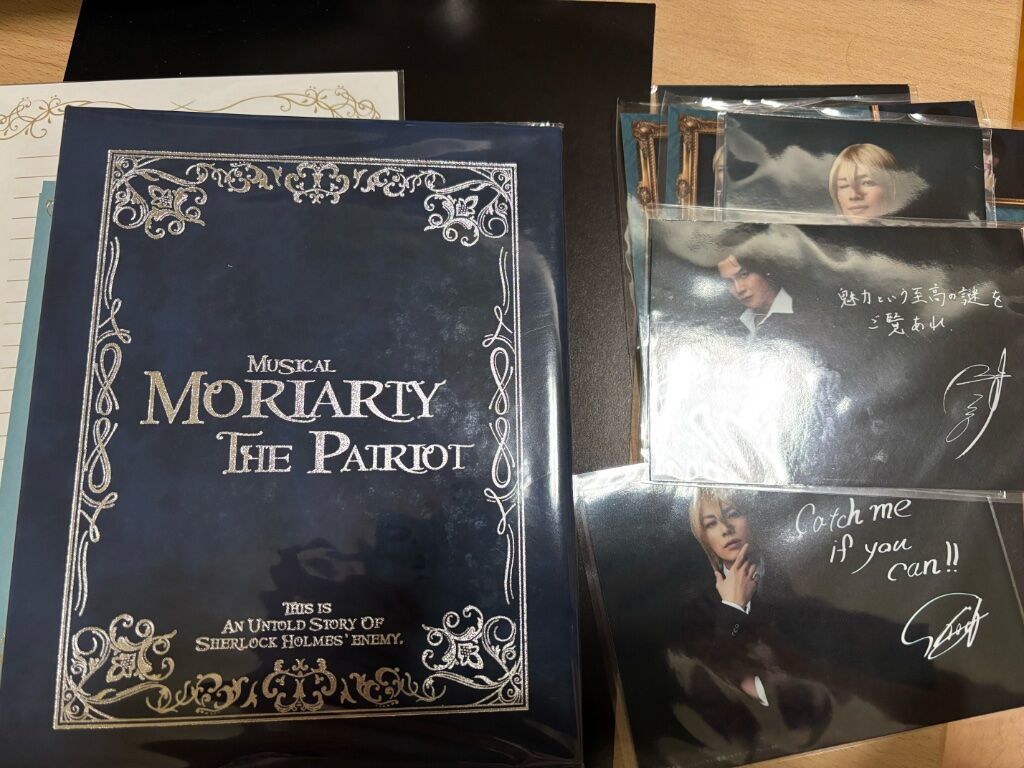 MUSICAL
MORIARTY
THE PATRIOT
THIS IS
AN UNTOLD STORY OF
SHERLOCK HOLMES' ENEMY.
魅力という至高の謎を
ご覧あれ.
Catch me
if you
can!!